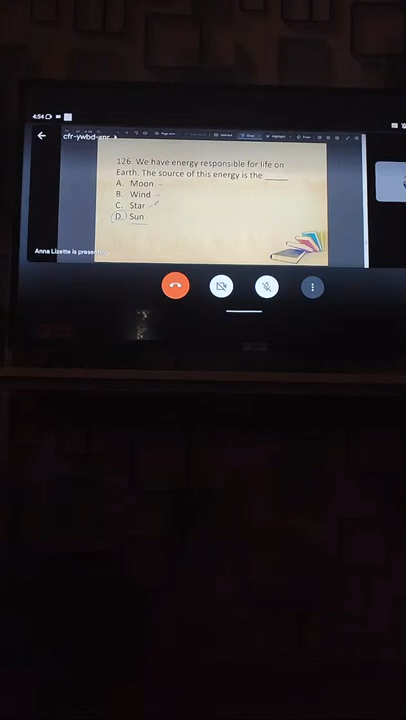 4:54
cfr-ywbd-xnr
126. We have energy responsible for life on
Earth. The source of this energy is the ______
A. Moon
B. Wind
C. Star
D. Sun
Anna Lizette is presenting